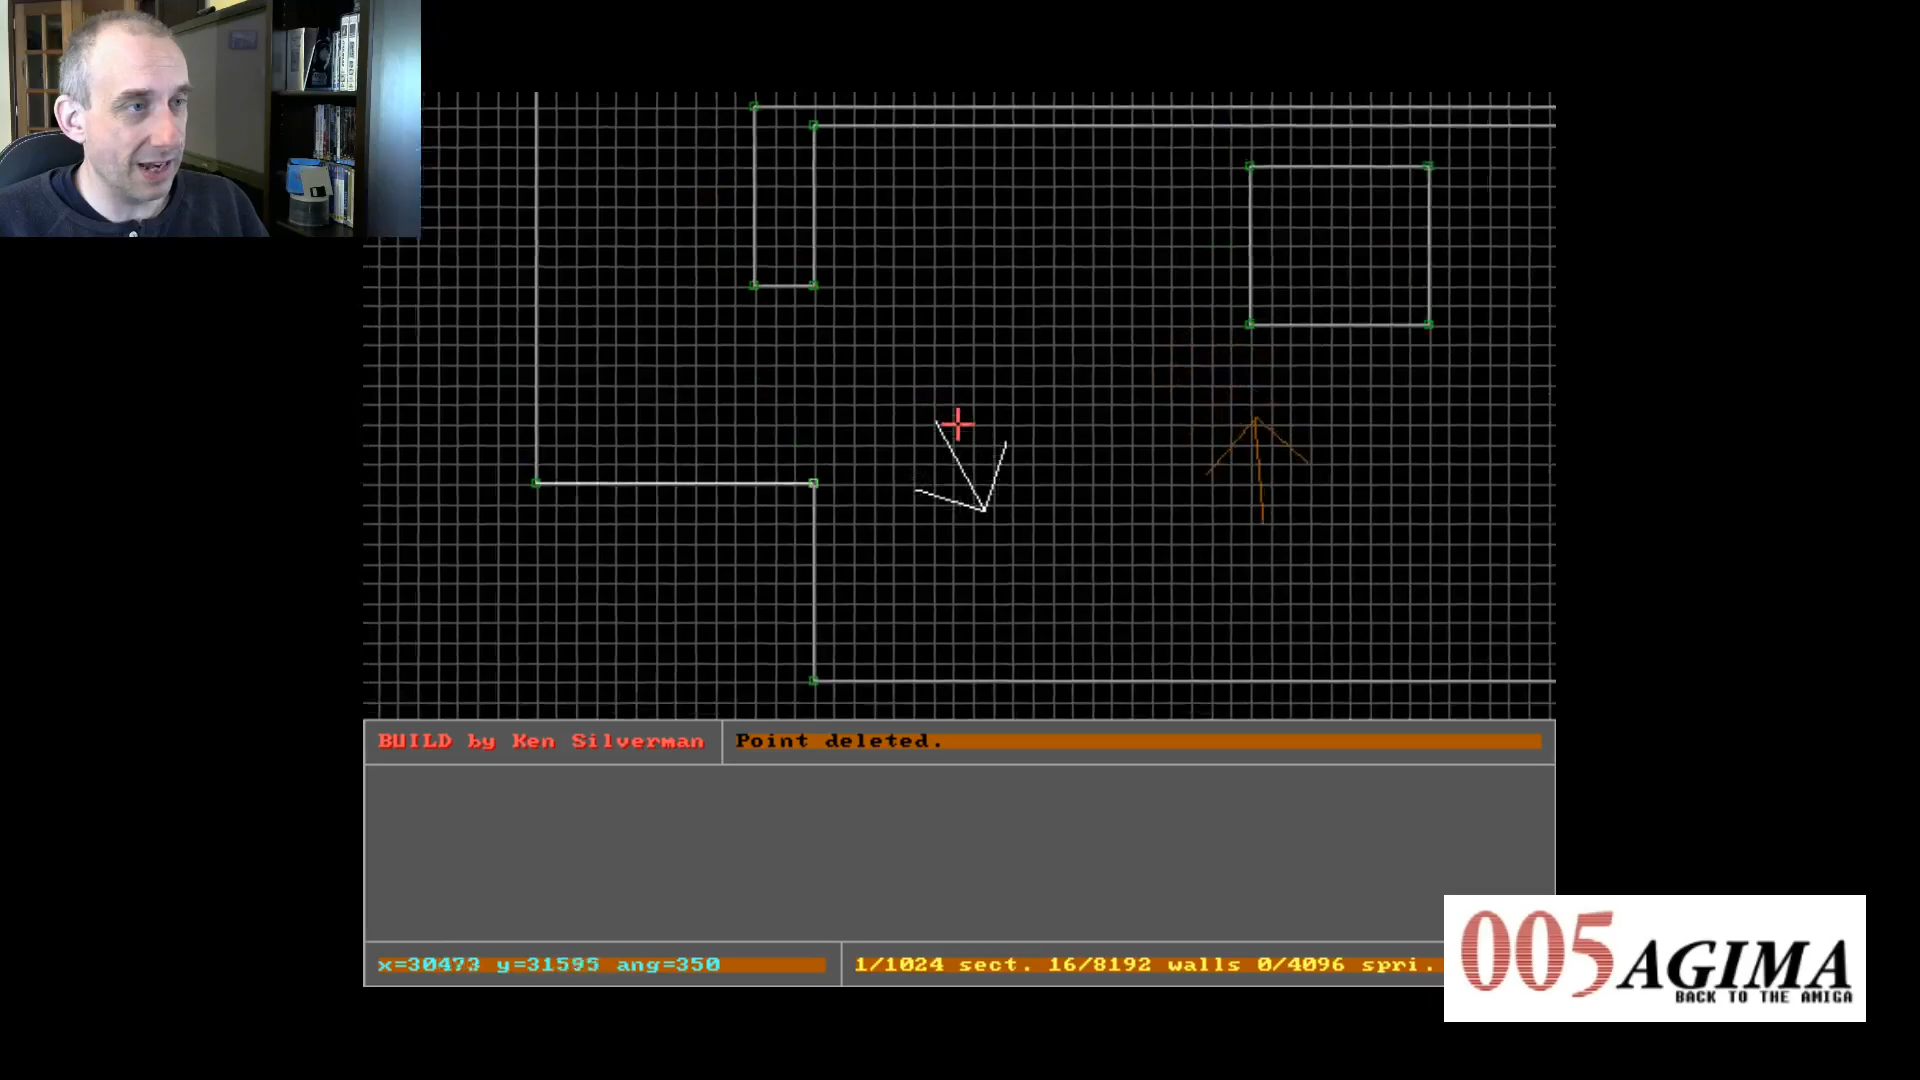 BUILD by Ken Silverman
Point deleted.
x=30473 y=31595 ang=350
1/1024 sect. 16/8192 walls 0/4096 spri.
005AGIMA
BACK TO THE AMIGA